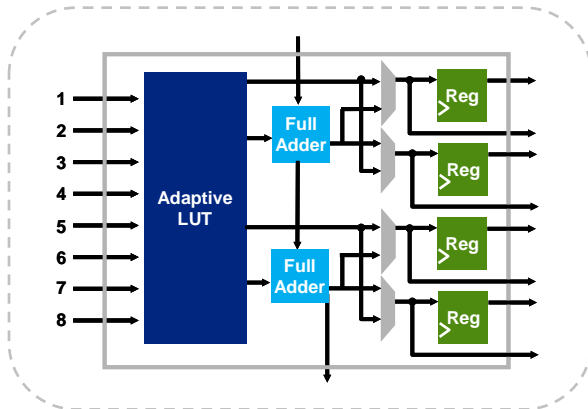 1
2
3
4
5
6
7
8
Adaptive
LUT
Full
Adder
Full
Adder
Reg
Reg
Reg
Reg